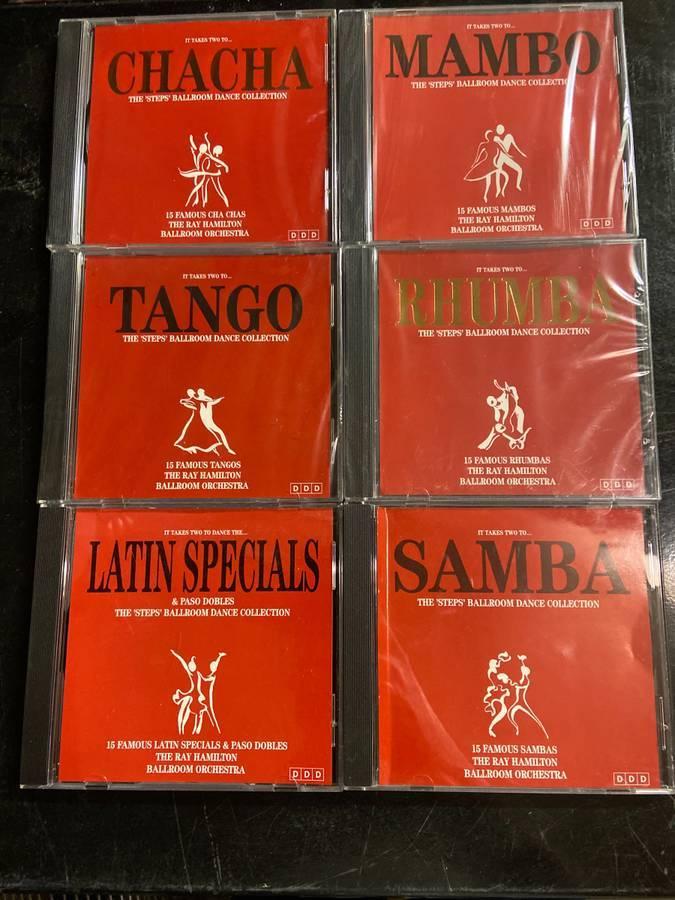 IT TAKES TWO TO...
CHACHA
THE 'STEPS' BALLROOM DANCE COLLECTION
15 FAMOUS CHA CHAS
THE RAY HAMILTON
BALLROOM ORCHESTRA
DDD
IT TAKES TWO TO...
MAMBO
THE 'STEPS' BALLROOM DANCE COLLECTION
15 FAMOUS MAMBOS
THE RAY HAMILTON
BALLROOM ORCHESTRA
DDD
IT TAKES TWO TO...
TANGO
THE 'STEPS' BALLROOM DANCE COLLECTION
15 FAMOUS TANGOS
THE RAY HAMILTON
BALLROOM ORCHESTRA
DDD
IT TAKES TWO TO...
RHUMBA
THE 'STEPS' BALLROOM DANCE COLLECTION
15 FAMOUS RHUMBAS
THE RAY HAMILTON
BALLROOM ORCHESTRA
DDD
IT TAKES TWO TO DANCE THE...
LATIN SPECIALS
& PASO DOBLES
THE 'STEPS' BALLROOM DANCE COLLECTION
15 FAMOUS LATIN SPECIALS & PASO DOBLES
THE RAY HAMILTON
BALLROOM ORCHESTRA
DDD
IT TAKES TWO TO...
SAMBA
THE 'STEPS' BALLROOM DANCE COLLECTION
15 FAMOUS SAMBAS
THE RAY HAMILTON
BALLROOM ORCHESTRA
DDD